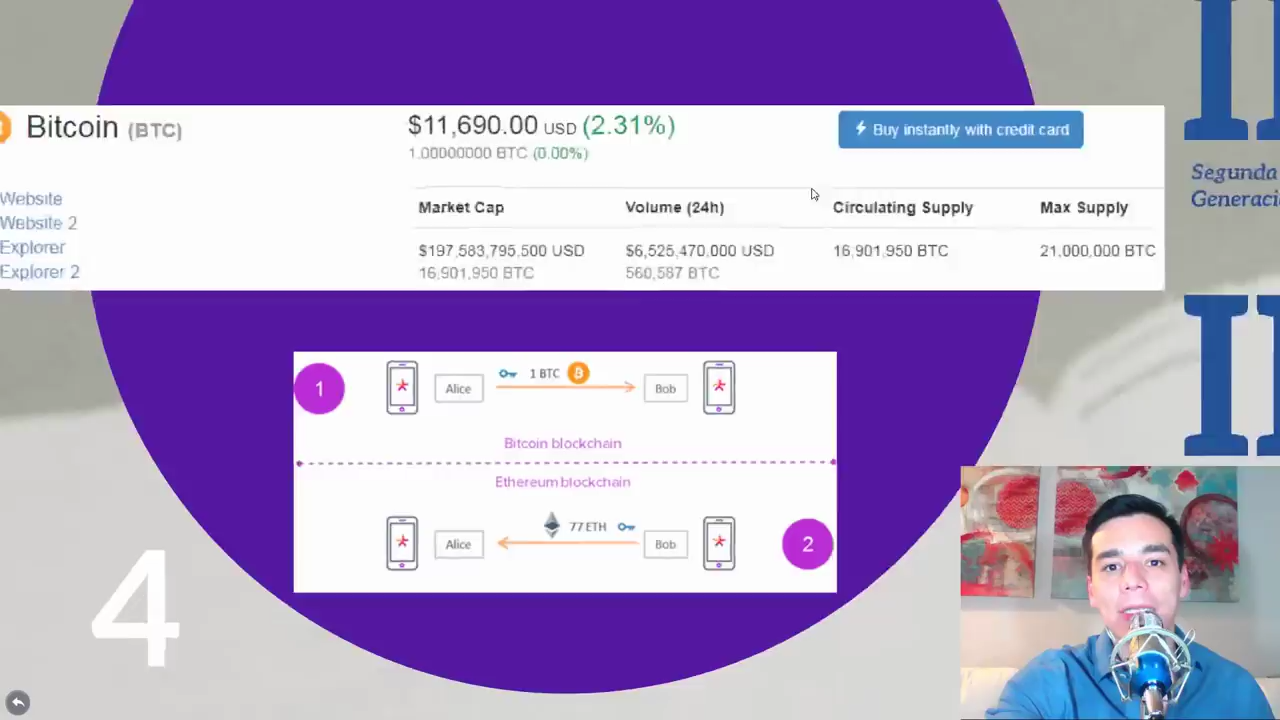 II
Segunda
Generaci
Bitcoin (BTC)
$11,690.00 USD (2.31%)
1.00000000 BTC (0.00%)
Buy instantly with credit card
Website
Website 2
Explorer
Explorer 2
Market Cap
Volume (24h)
Circulating Supply
Max Supply
$197,583,795,500 USD
$6,525,470,000 USD
16,901,950 BTC
21,000,000 BTC
16,901,950 BTC
560,587 BTC
1
Alice
1 BTC
Bob
Bitcoin blockchain
Ethereum blockchain
Alice
77 ETH
Bob
2
II
4